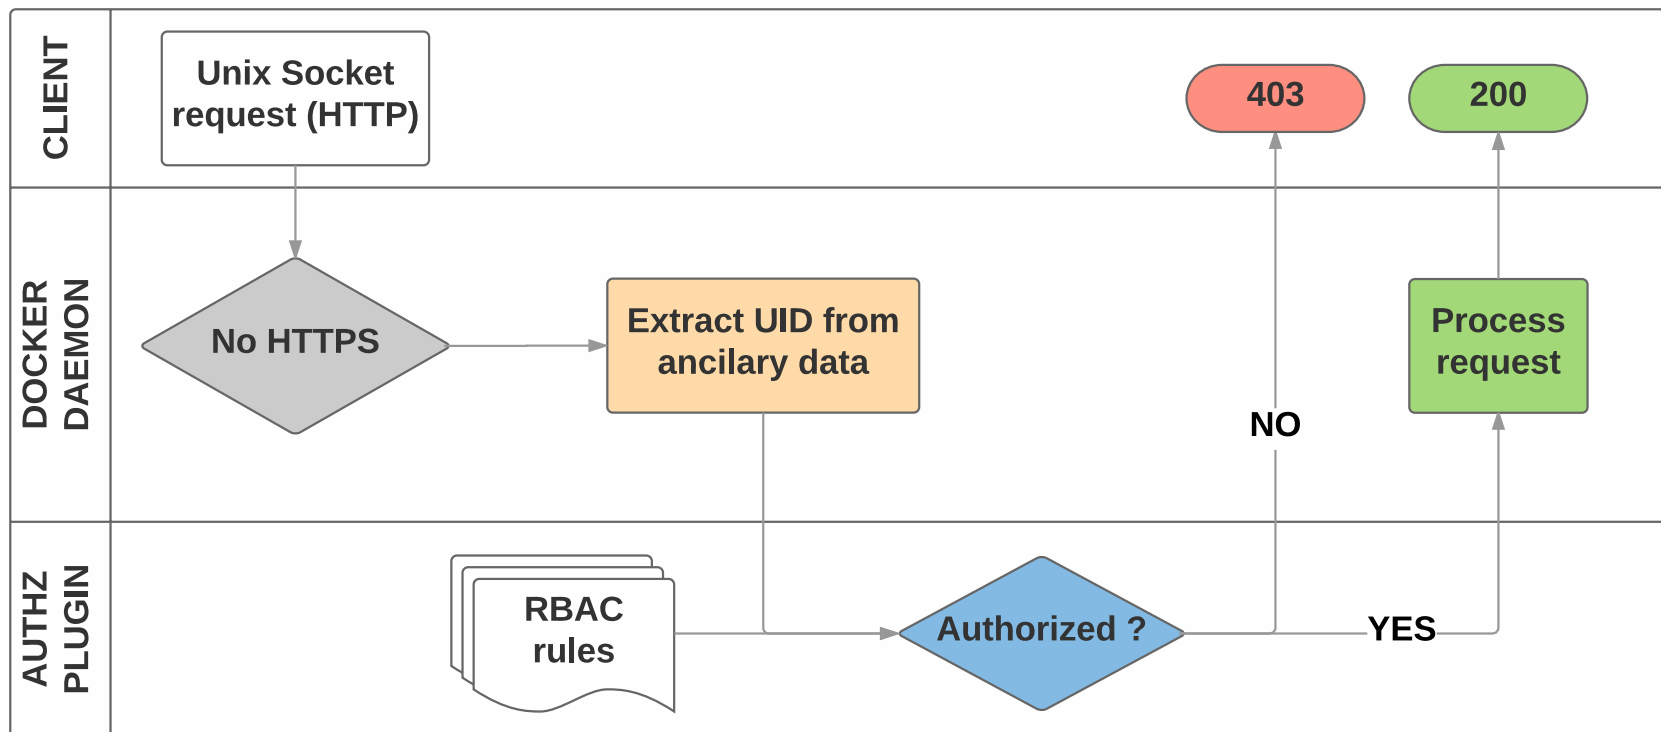 CLIENT
Unix Socket
request (HTTP)
403
200
DOCKER
DAEMON
No HTTPS
Extract UID from
ancilary data
Process
request
NO
AUTHZ
PLUGIN
RBAC
rules
Authorized ?
YES